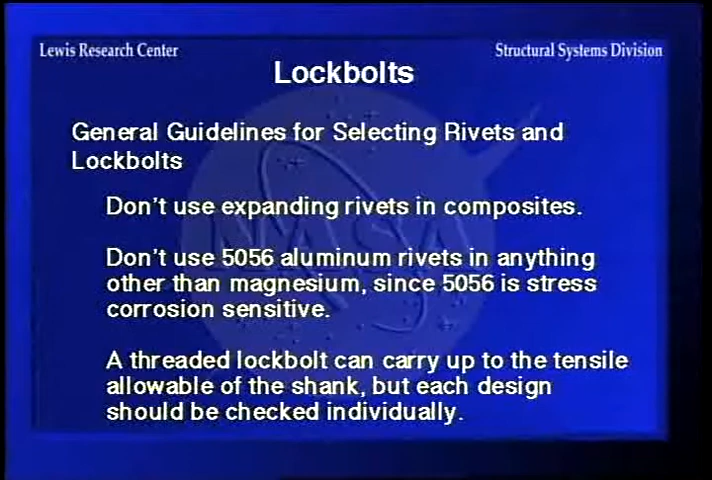 Lewis Research Center
Structural Systems Division
Lockbolts
General Guidelines for Selecting Rivets and
Lockbolts
Don't use expanding rivets in composites.
Don't use 5056 aluminum rivets in anything
other than magnesium, since 5056 is stress
corrosion sensitive.
A threaded lockbolt can carry up to the tensile
allowable of the shank, but each design
should be checked individually.
NASA